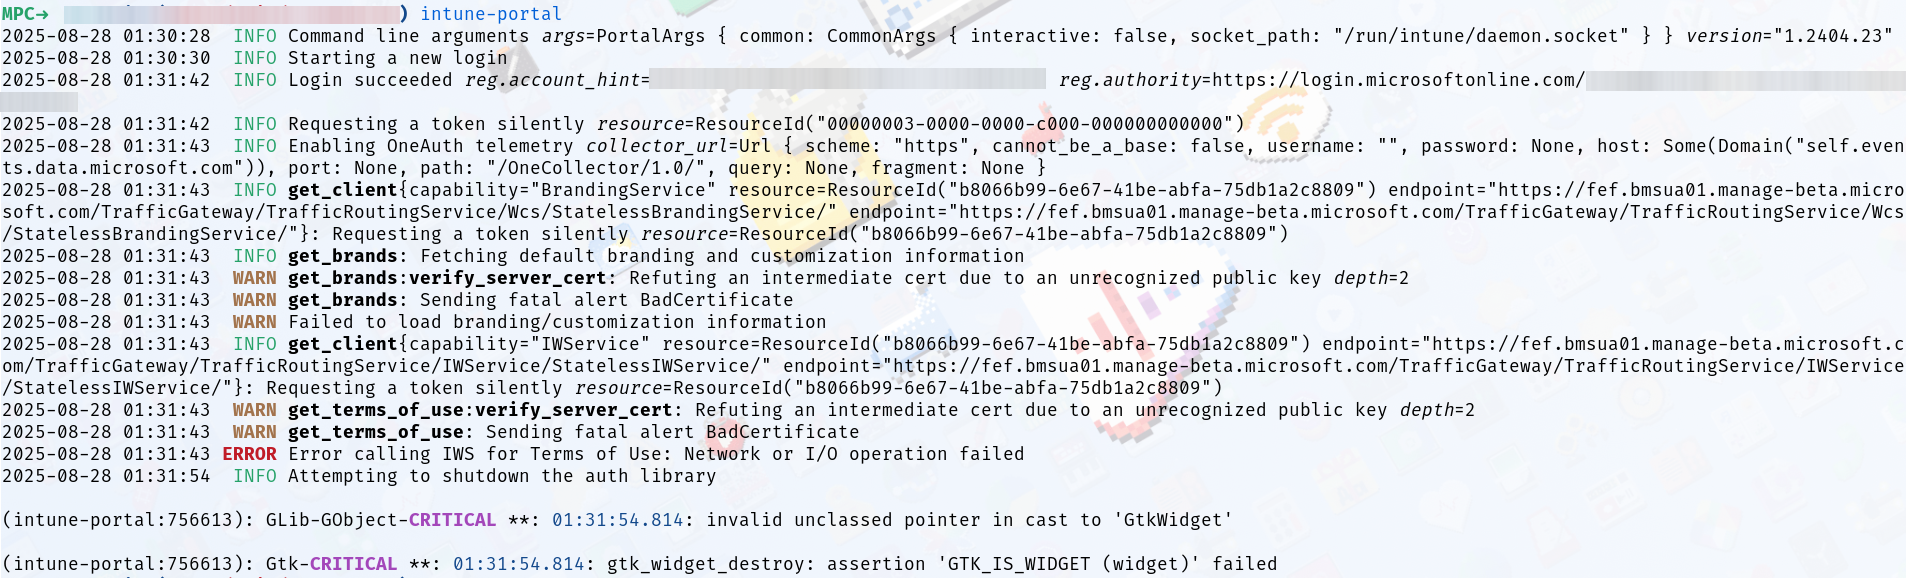 MPC→ ) intune-portal
2025-08-28 01:30:28  INFO Command line arguments args=PortalArgs { common: CommonArgs { interactive: false, socket_path: "/run/intune/daemon.socket" } } version="1.2404.23"
2025-08-28 01:30:30  INFO Starting a new login
2025-08-28 01:31:42  INFO Login succeeded reg.account_hint= reg.authority=https://login.microsoftonline.com/
2025-08-28 01:31:42  INFO Requesting a token silently resource=ResourceId("00000003-0000-0000-c000-000000000000")
2025-08-28 01:31:43  INFO Enabling OneAuth telemetry collector_url=Url { scheme: "https", cannot_be_a_base: false, username: "", password: None, host: Some(Domain("self.even
ts.data.microsoft.com")), port: None, path: "/OneCollector/1.0/", query: None, fragment: None }
2025-08-28 01:31:43  INFO get_client{capability="BrandingService" resource=ResourceId("b8066b99-6e67-41be-abfa-75db1a2c8809") endpoint="https://fef.bmsua01.manage-beta.micro
soft.com/TrafficGateway/TrafficRoutingService/Wcs/StatelessBrandingService/" endpoint="https://fef.bmsua01.manage-beta.microsoft.com/TrafficGateway/TrafficRoutingService/Wcs
/StatelessBrandingService/"}: Requesting a token silently resource=ResourceId("b8066b99-6e67-41be-abfa-75db1a2c8809")
2025-08-28 01:31:43  INFO get_brands: Fetching default branding and customization information
2025-08-28 01:31:43  WARN get_brands:verify_server_cert: Refuting an intermediate cert due to an unrecognized public key depth=2
2025-08-28 01:31:43  WARN get_brands: Sending fatal alert BadCertificate
2025-08-28 01:31:43  WARN Failed to load branding/customization information
2025-08-28 01:31:43  INFO get_client{capability="IWService" resource=ResourceId("b8066b99-6e67-41be-abfa-75db1a2c8809") endpoint="https://fef.bmsua01.manage-beta.microsoft.c
om/TrafficGateway/TrafficRoutingService/IWService/StatelessIWService/" endpoint="https://fef.bmsua01.manage-beta.microsoft.com/TrafficGateway/TrafficRoutingService/IWService
/StatelessIWService/"}: Requesting a token silently resource=ResourceId("b8066b99-6e67-41be-abfa-75db1a2c8809")
2025-08-28 01:31:43  WARN get_terms_of_use:verify_server_cert: Refuting an intermediate cert due to an unrecognized public key depth=2
2025-08-28 01:31:43  WARN get_terms_of_use: Sending fatal alert BadCertificate
2025-08-28 01:31:43 ERROR Error calling IWS for Terms of Use: Network or I/O operation failed
2025-08-28 01:31:54  INFO Attempting to shutdown the auth library
(intune-portal:756613): GLib-GObject-CRITICAL **: 01:31:54.814: invalid unclassed pointer in cast to 'GtkWidget'
(intune-portal:756613): Gtk-CRITICAL **: 01:31:54.814: gtk_widget_destroy: assertion 'GTK_IS_WIDGET (widget)' failed